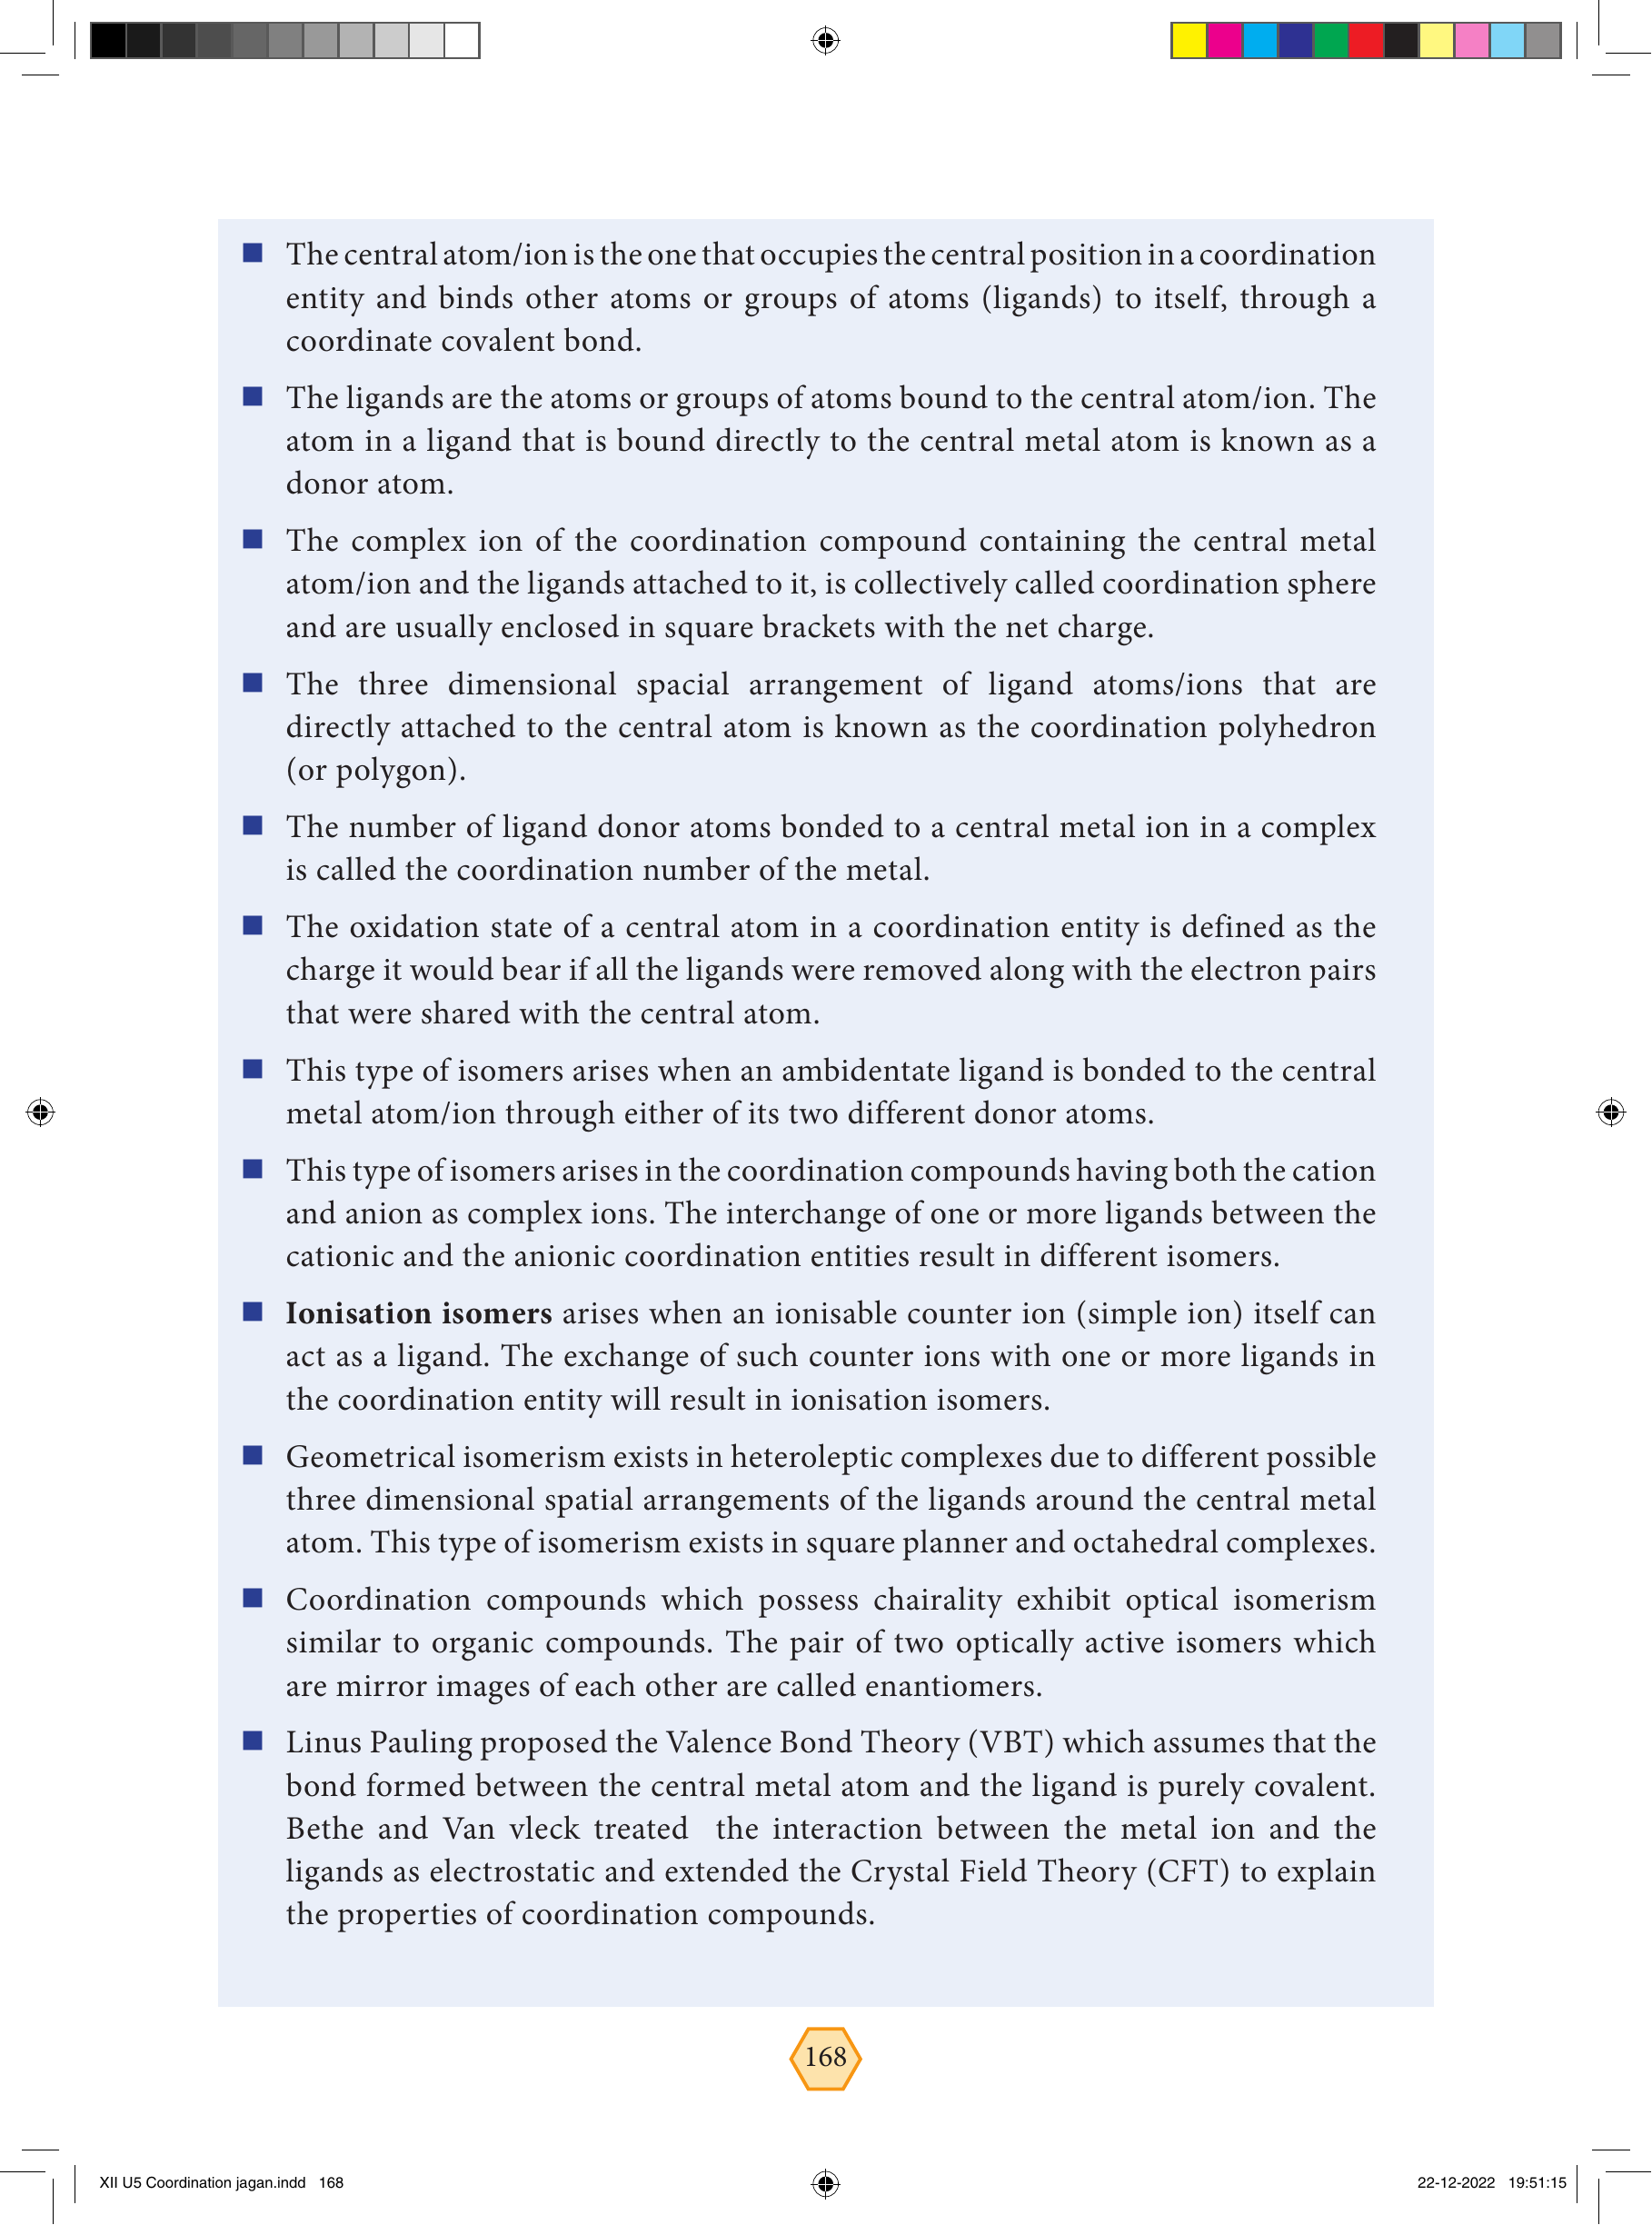 The central atom/ion is the one that occupies the central position in a coordination
entity and binds other atoms or groups of atoms (ligands) to itself, through a
coordinate covalent bond.
The ligands are the atoms or groups of atoms bound to the central atom/ion. The
atom in a ligand that is bound directly to the central metal atom is known as a
donor atom.
The complex ion of the coordination compound containing the central metal
atom/ion and the ligands attached to it, is collectively called coordination sphere
and are usually enclosed in square brackets with the net charge.
The three dimensional spacial arrangement of ligand atoms/ions that are
directly attached to the central atom is known as the coordination polyhedron
(or polygon).
The number of ligand donor atoms bonded to a central metal ion in a complex
is called the coordination number of the metal.
The oxidation state of a central atom in a coordination entity is defined as the
charge it would bear if all the ligands were removed along with the electron pairs
that were shared with the central atom.
This type of isomers arises when an ambidentate ligand is bonded to the central
metal atom/ion through either of its two different donor atoms.
This type of isomers arises in the coordination compounds having both the cation
and anion as complex ions. The interchange of one or more ligands between the
cationic and the anionic coordination entities result in different isomers.
Ionisation isomers arises when an ionisable counter ion (simple ion) itself can
act as a ligand. The exchange of such counter ions with one or more ligands in
the coordination entity will result in ionisation isomers.
Geometrical isomerism exists in heteroleptic complexes due to different possible
three dimensional spatial arrangements of the ligands around the central metal
atom. This type of isomerism exists in square planner and octahedral complexes.
Coordination compounds which possess chairality exhibit optical isomerism
similar to organic compounds. The pair of two optically active isomers which
are mirror images of each other are called enantiomers.
Linus Pauling proposed the Valence Bond Theory (VBT) which assumes that the
bond formed between the central metal atom and the ligand is purely covalent.
Bethe and Van vleck treated the interaction between the metal ion and the
ligands as electrostatic and extended the Crystal Field Theory (CFT) to explain
the properties of coordination compounds.
168
XII U5 Coordination jagan.indd 168
22-12-2022 19:51:15